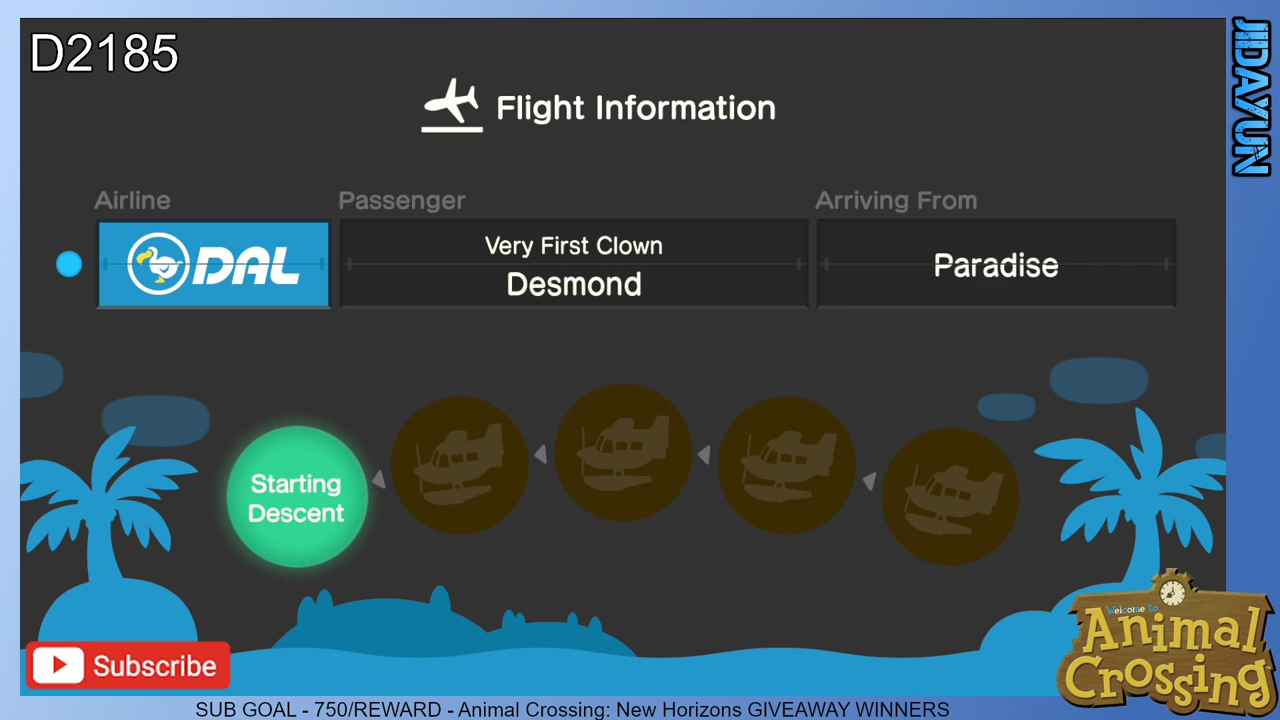 D2185
JIDAVUN
Flight Information
Airline
Passenger
Arriving From
DAL
Very First Clown
Desmond
Paradise
Starting
Descent
Subscribe
Welcome to
Animal
Crossing
SUB GOAL - 750/REWARD - Animal Crossing: New Horizons GIVEAWAY WINNERS